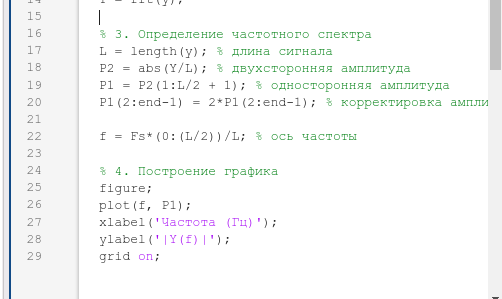 15
16 % 3. Определение частотного спектра
17 L = length(y); % длина сигнала
18 P2 = abs(Y/L); % двухсторонняя амплитуда
19 P1 = P2(1:L/2 + 1); % односторонняя амплитуда
20 P1(2:end-1) = 2*P1(2:end-1); % корректировка ампли
21
22 f = Fs*(0:(L/2))/L; % ось частоты
23
24 % 4. Построение графика
25 figure;
26 plot(f, P1);
27 xlabel('Частота (Гц)');
28 ylabel('|Y(f)|');
29 grid on;